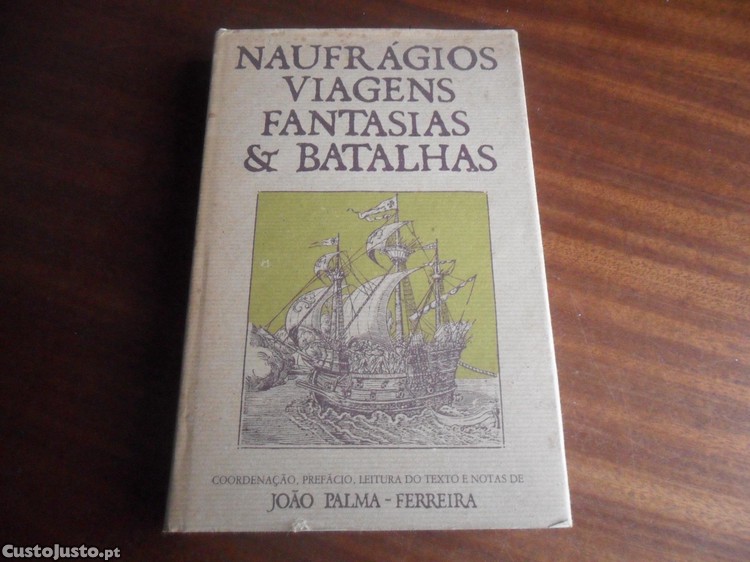 NAUFRÁGIOS
VIAGENS
FANTASIAS
& BATALHAS
COORDENAÇÃO, PREFÁCIO, LEITURA DO TEXTO E NOTAS DE
JOÃO PALMA-FERREIRA
CustoJusto.pt